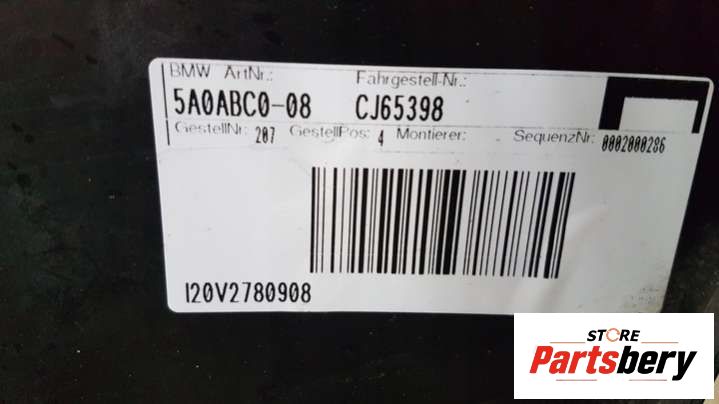 BMW ArtNr.: Fahrgestell-Nr.:
5A0ABC0-08 CJ65398
GestellNr: 207 GestellPos: 4 Montierer: SequenzNr: 0002000286
I20V2780908
STORE
Partsbery